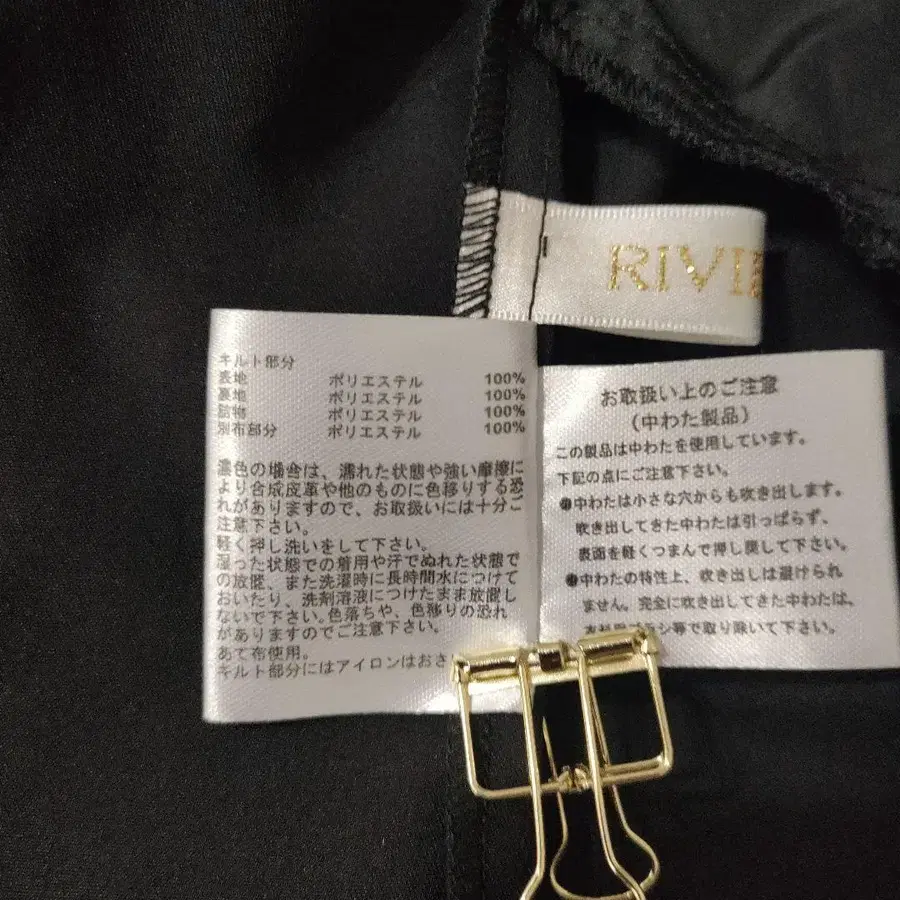 RIVI
キルト部分
表地 ポリエステル 100%
裏地 ポリエステル 100%
詰物 ポリエステル 100%
別布部分 ポリエステル 100%
濃色の場合は、濡れた状態や強い摩擦に
より合成皮革や他のものに色移りする恐
れがありますので、お取扱いには十分ご
注意下さい。
軽く押し洗いをして下さい。
湿った状態での着用や汗でぬれた状態で
の放置、また洗濯時に長時間水につけて
おいたり、洗剤溶液につけたまま放置し
ないで下さい。色落ちや、色移りの恐れ
がありますのでご注意下さい。
あて布使用。
キルト部分にはアイロンはおさ
お取扱い上のご注意
(中わた製品)
この製品は中わたを使用しています。
下記の点にご注意下さい。
中わたは小さな穴からも吹き出します。
吹き出してきた中わたは引っぱらず、
表面を軽くつまんで押し戻して下さい。
中わたの特性上、吹き出しは避けられ
ません。完全に吹き出してきた中わたは、
ブラシ等で取り除いて下さい。